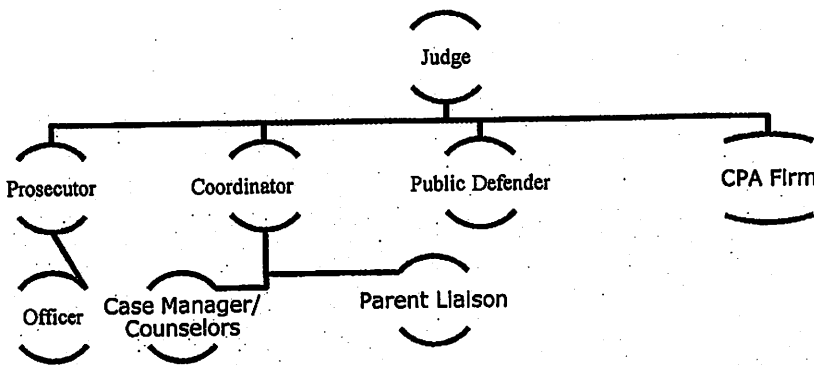 Judge
Prosecutor
Coordinator
Public Defender
CPA Firm
Officer
Case Manager/
Counselors
Parent Liaison